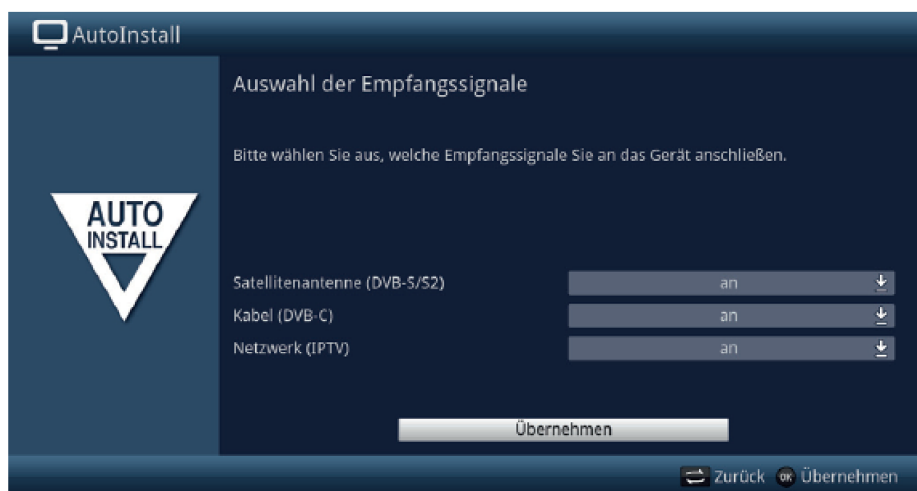 AutoInstall
Auswahl der Empfangssignale
Bitte wählen Sie aus, welche Empfangssignale Sie an das Gerät anschließen.
AUTO
INSTALL
Satellitenantenne (DVB-S/S2) an
Kabel (DVB-C) an
Netzwerk (IPTV) an
Übernehmen
Zurück OK Übernehmen